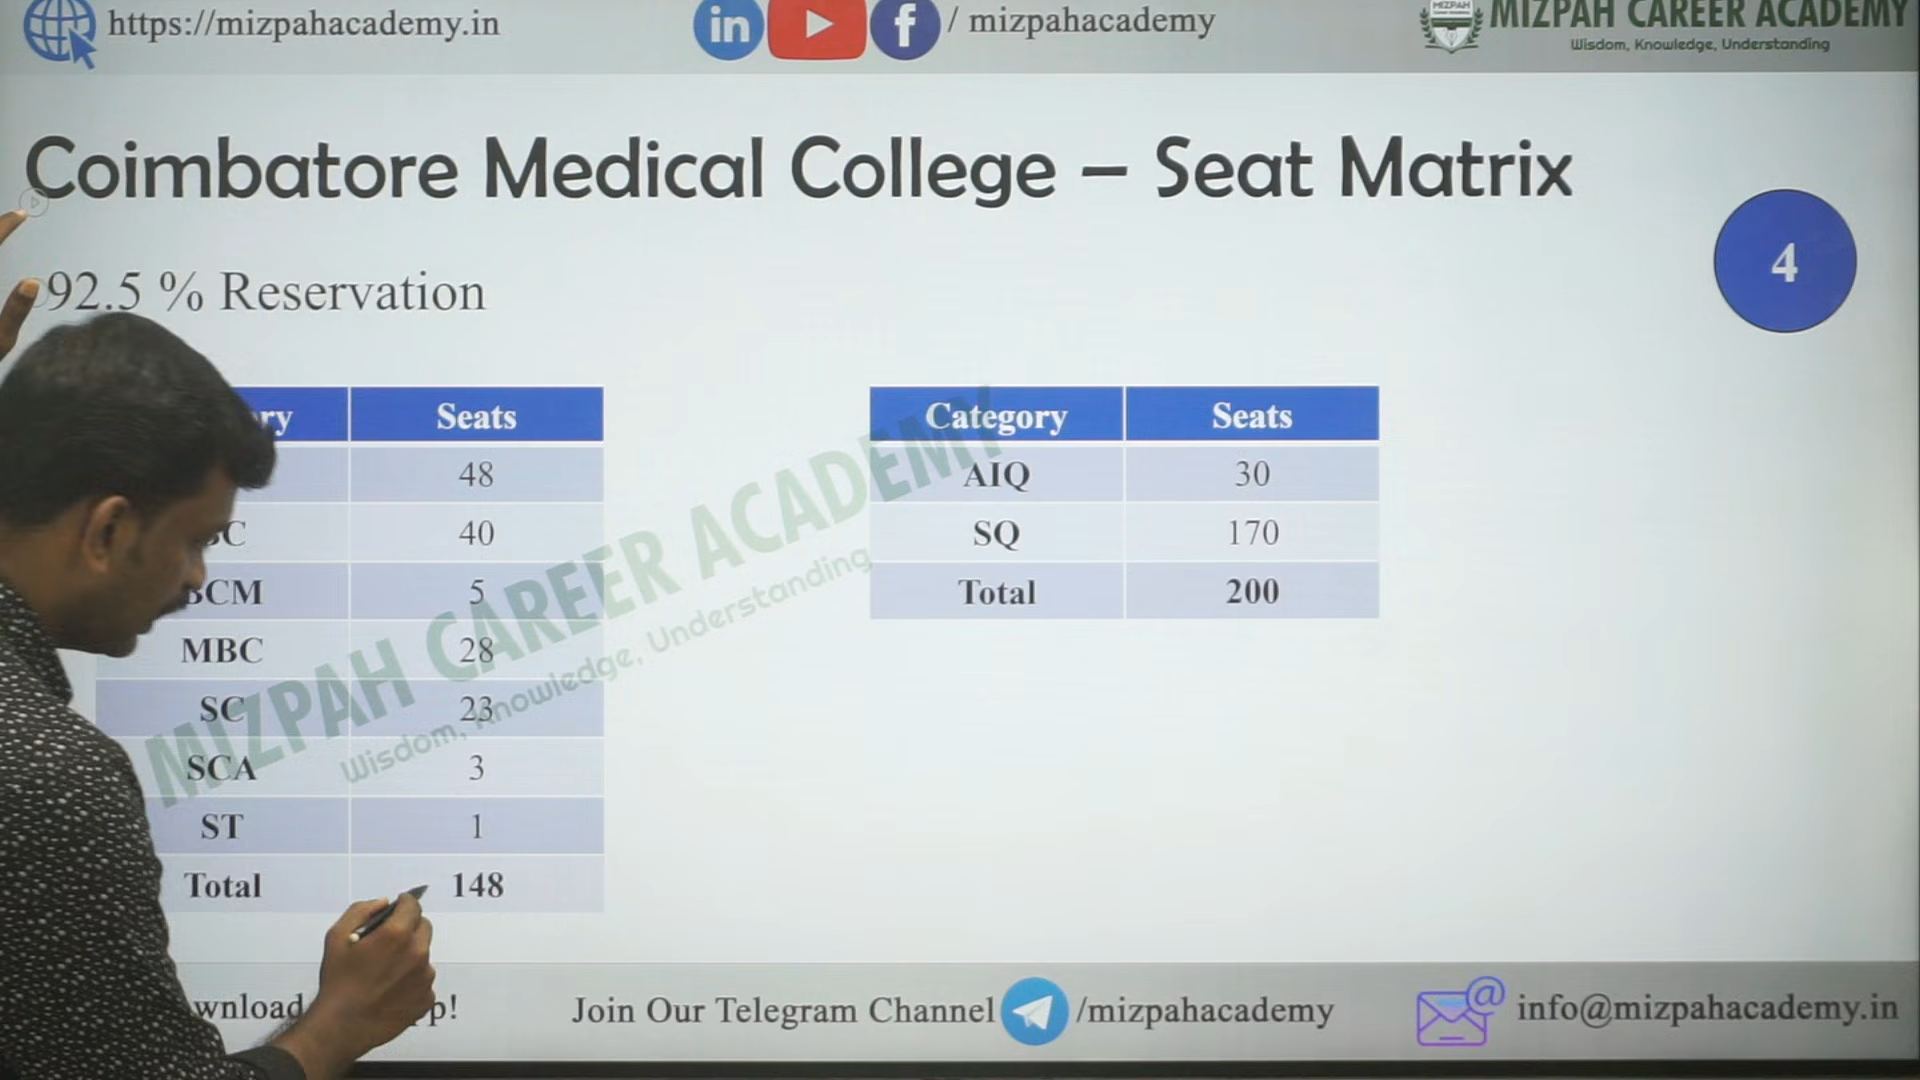 https://mizpahacademy.in
in f / mizpahacademy
MIZPAH
MIZPAH CAREER ACADEMY
Wisdom, Knowledge, Understanding
Coimbatore Medical College – Seat Matrix
4
92.5 % Reservation
Seats
48
40
5
MBC 28
SC 23
SCA 3
ST 1
Total 148
Category Seats
AIQ 30
SQ 170
Total 200
MIZPAH CAREER ACADEMY
Wisdom, Knowledge, Understanding
Join Our Telegram Channel /mizpahacademy
@ info@mizpahacademy.in